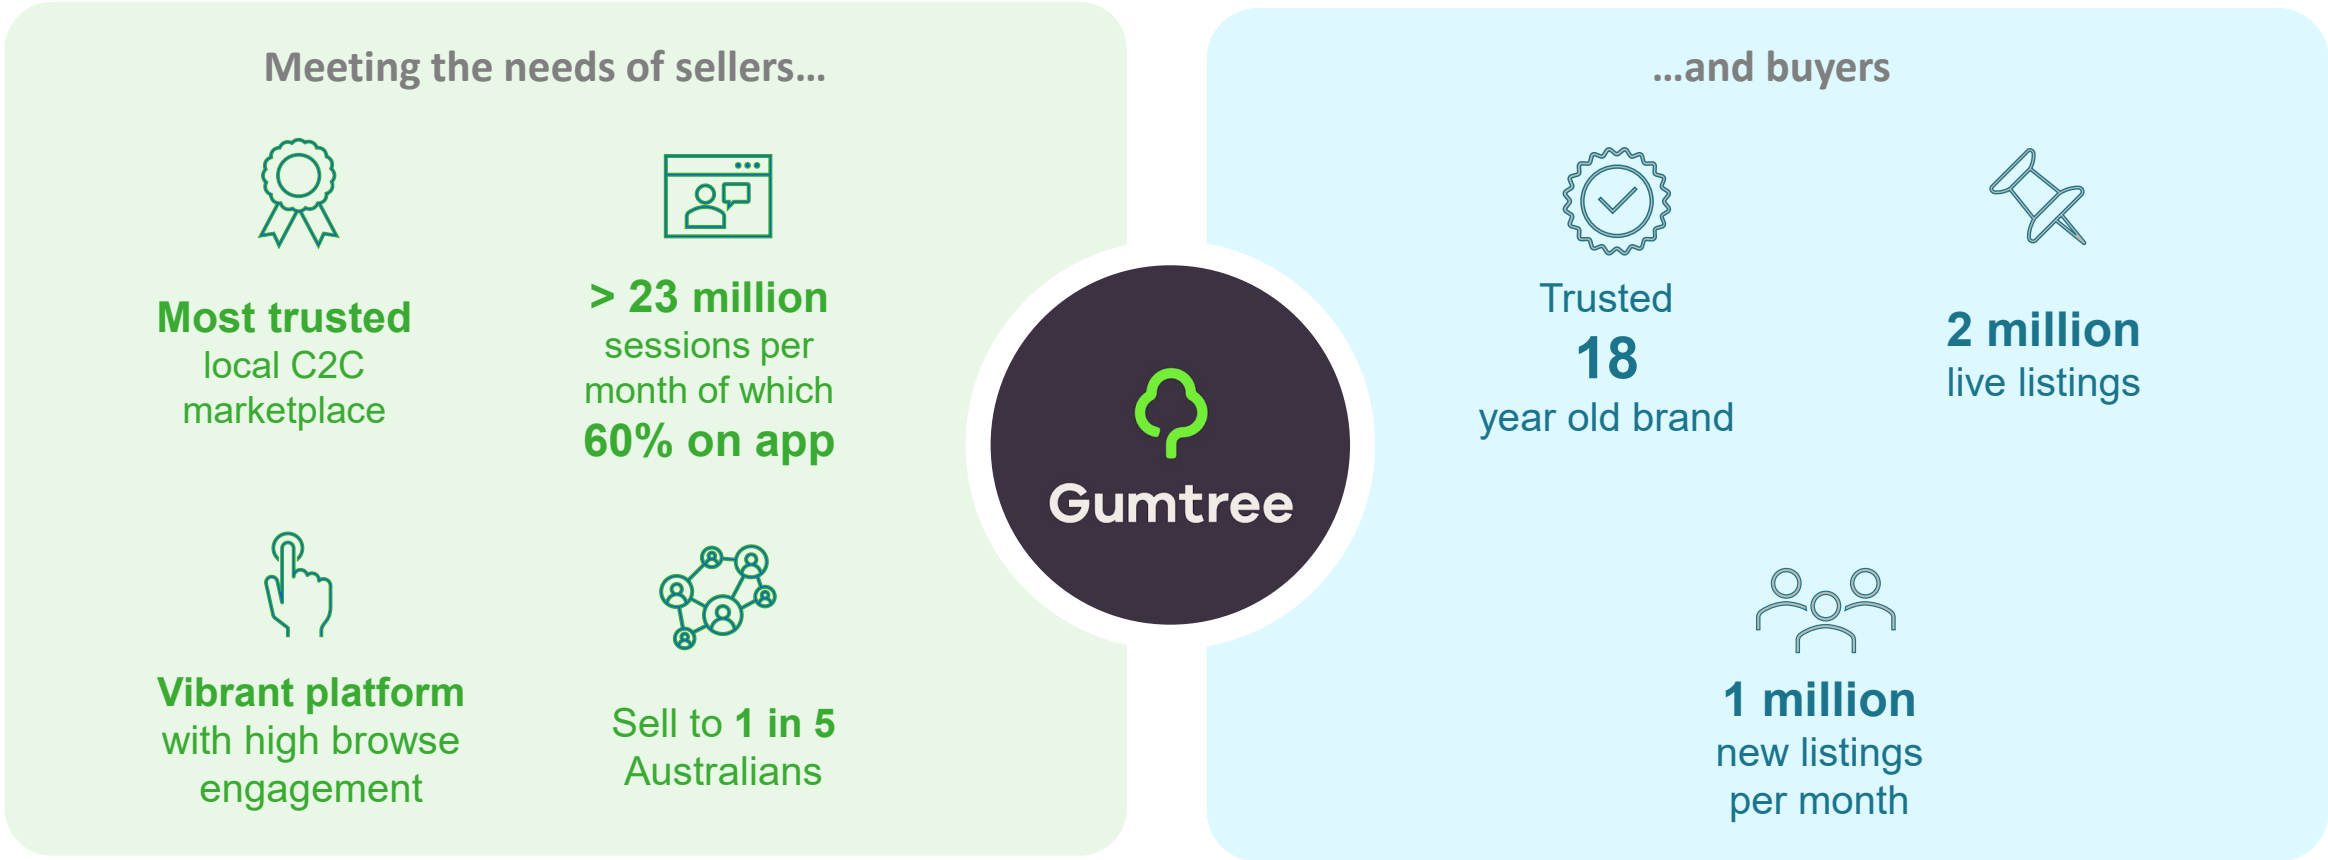 Meeting the needs of sellers...
Most trusted
local C2C
marketplace
> 23 million
sessions per
month of which
60% on app
Vibrant platform
with high browse
engagement
Sell to 1 in 5
Australians
Gumtree
...and buyers
Trusted
18
year old brand
2 million
live listings
1 million
new listings
per month